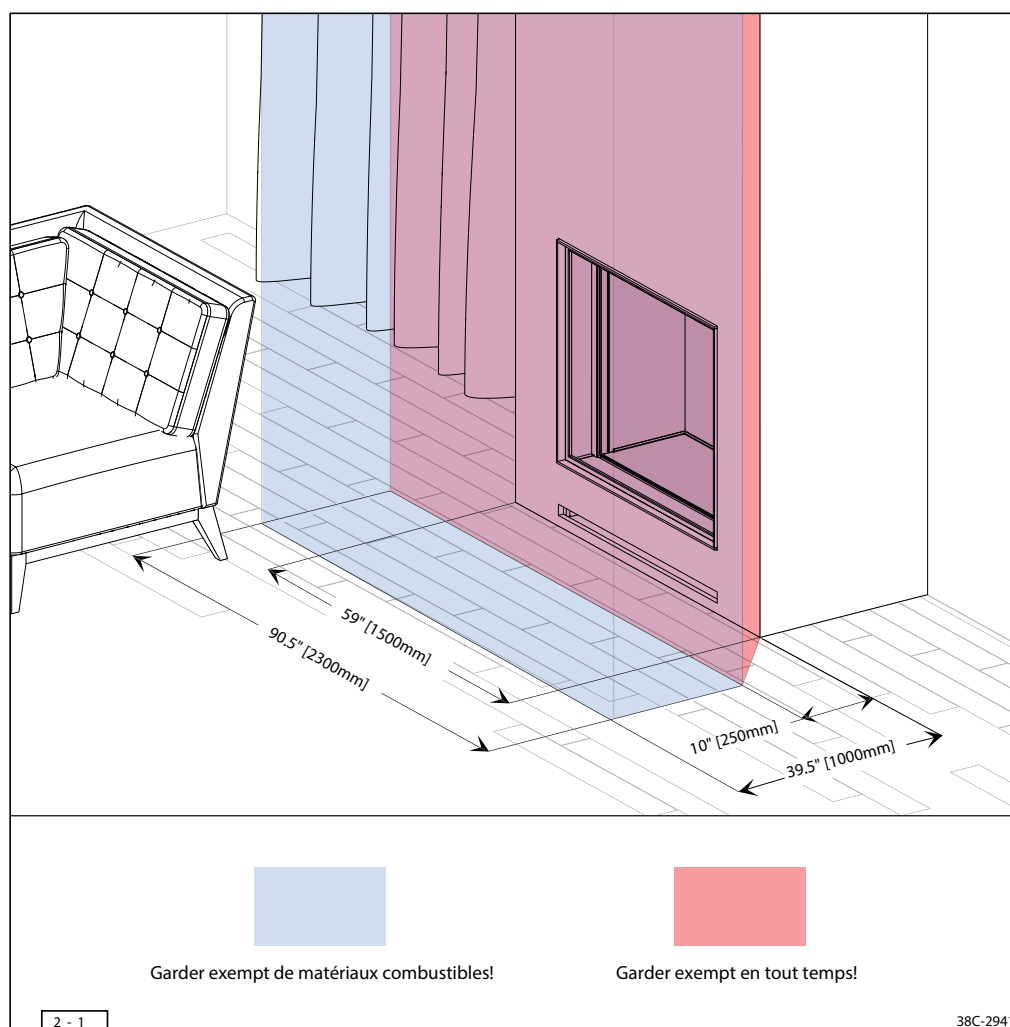 59" [1500mm]
90.5" [2300mm]
10" [250mm]
39.5" [1000mm]
Garder exempt de matériaux combustibles!
Garder exempt en tout temps!
2 - 1
38C-2941